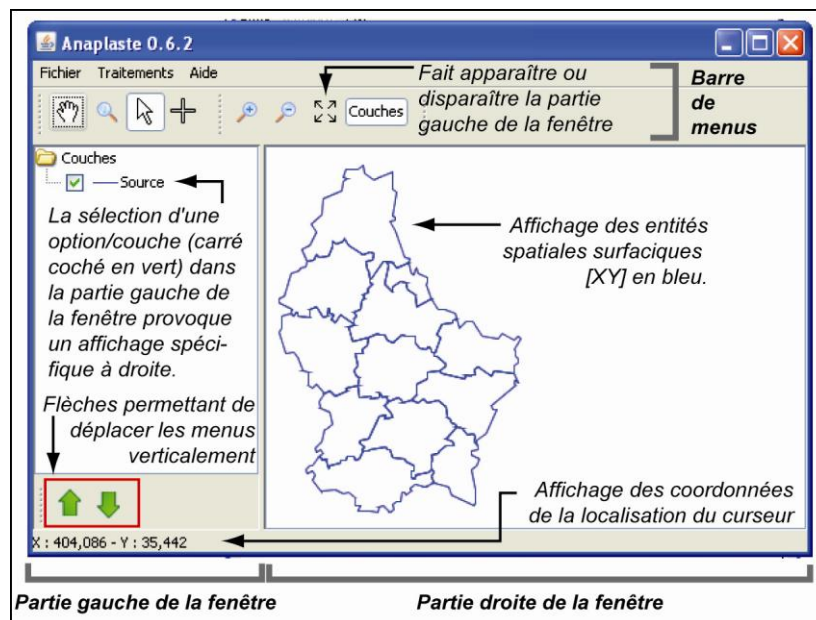 Anaplaste 0.6.2
Fichier Traitements Aide
Couches
Fait apparaître ou
disparaître la partie
gauche de la fenêtre
Barre
de
menus
Couches
Source
La sélection d'une
option/couche (carré
coché en vert) dans
la partie gauche de
la fenêtre provoque
un affichage spéci-
fique à droite.
Flèches permettant de
déplacer les menus
verticalement
Affichage des entités
spatiales surfaciques
[XY] en bleu.
Affichage des coordonnées
de la localisation du curseur
X : 404,086 - Y : 35,442
Partie gauche de la fenêtre
Partie droite de la fenêtre